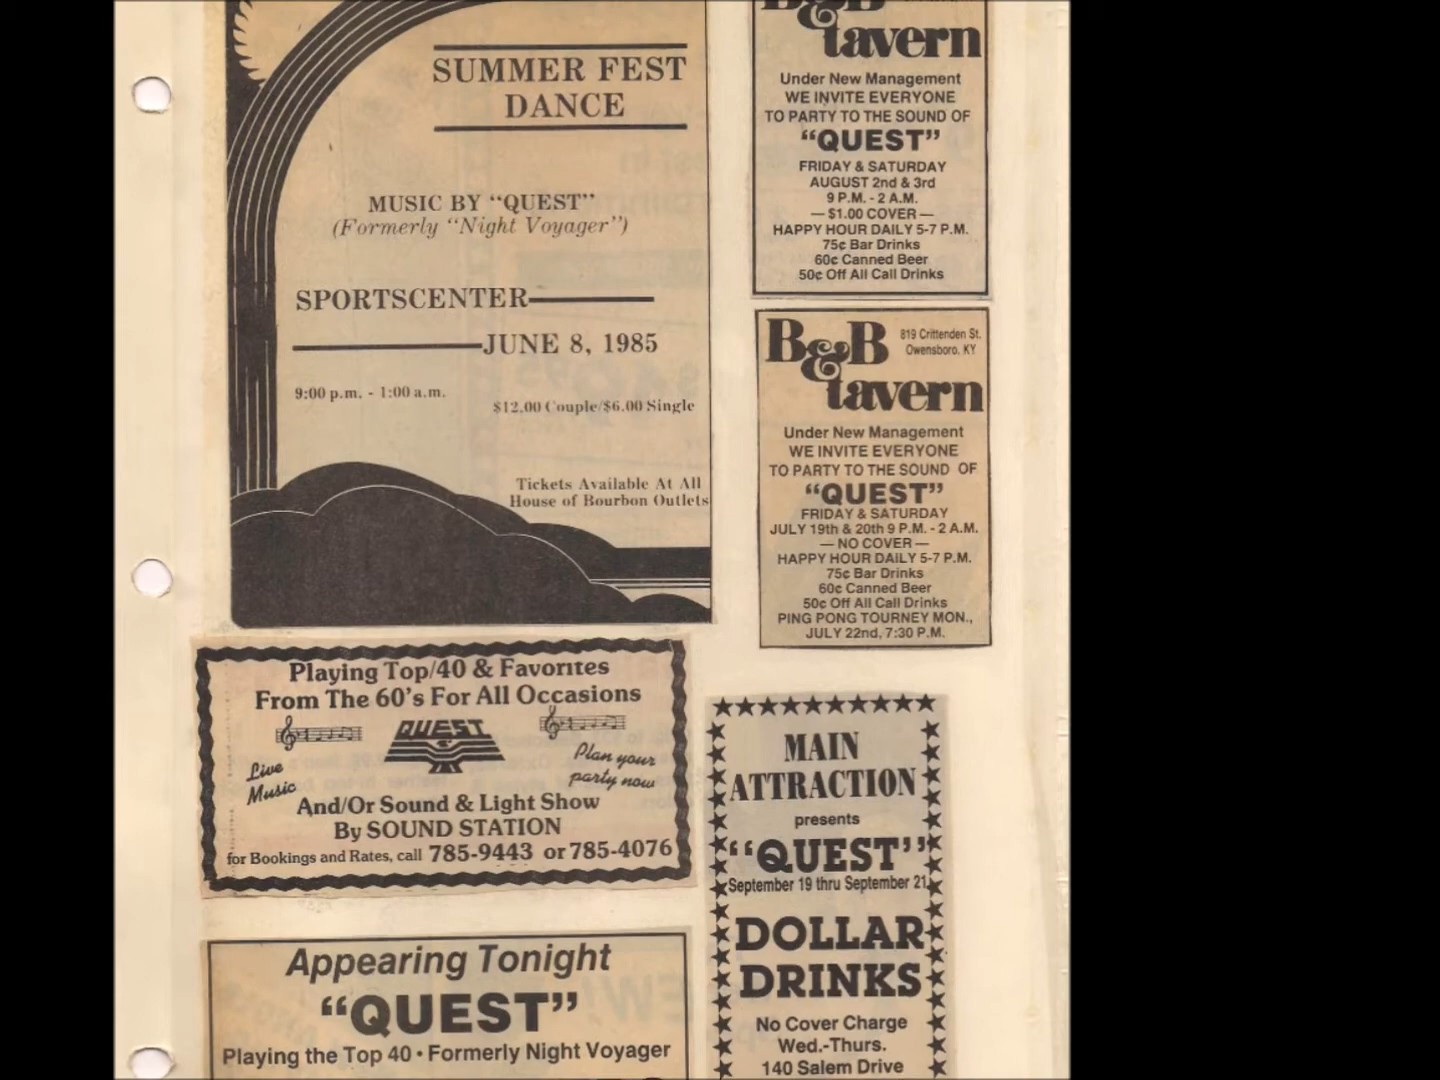 SUMMER FEST
DANCE
MUSIC BY “QUEST”
(Formerly “Night Voyager”)
SPORTSCENTER
JUNE 8, 1985
9:00 p.m. - 1:00 a.m.
$12.00 Couple/$6.00 Single
Tickets Available At All
House of Bourbon Outlets
B&B
tavern
Under New Management
WE INVITE EVERYONE
TO PARTY TO THE SOUND OF
“QUEST”
FRIDAY & SATURDAY
AUGUST 2nd & 3rd
9 P.M. - 2 A.M.
— $1.00 COVER —
HAPPY HOUR DAILY 5-7 P.M.
75¢ Bar Drinks
60¢ Canned Beer
50¢ Off All Call Drinks
B&B
819 Crittenden St.
Owensboro, KY
tavern
Under New Management
WE INVITE EVERYONE
TO PARTY TO THE SOUND OF
“QUEST”
FRIDAY & SATURDAY
JULY 19th & 20th 9 P.M. - 2 A.M.
— NO COVER —
HAPPY HOUR DAILY 5-7 P.M.
75¢ Bar Drinks
60¢ Canned Beer
50¢ Off All Call Drinks
PING PONG TOURNEY MON.,
JULY 22nd, 7:30 P.M.
Playing Top/40 & Favorites
From The 60's For All Occasions
QUEST
Live
Music
Plan your
party now
And/Or Sound & Light Show
By SOUND STATION
for Bookings and Rates, call 785-9443 or 785-4076
MAIN
ATTRACTION
presents
“QUEST”
September 19 thru September 21
DOLLAR
DRINKS
No Cover Charge
Wed.-Thurs.
140 Salem Drive
Appearing Tonight
“QUEST”
Playing the Top 40 • Formerly Night Voyager